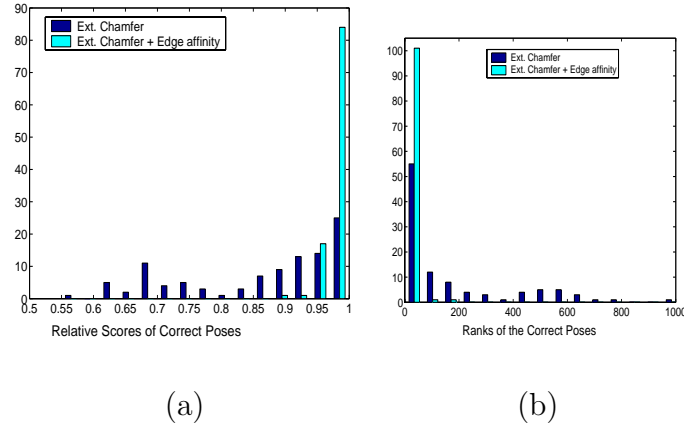 90
80
70
60
50
40
30
20
10
0
Ext. Chamfer
Ext. Chamfer + Edge affinity
0.5 0.55 0.6 0.65 0.7 0.75 0.8 0.85 0.9 0.95 1
Relative Scores of Correct Poses
100
90
80
70
60
50
40
30
20
10
0
Ext. Chamfer
Ext. Chamfer + Edge affinity
0 200 400 600 800 1000
Ranks of the Correct Poses
(a) (b)